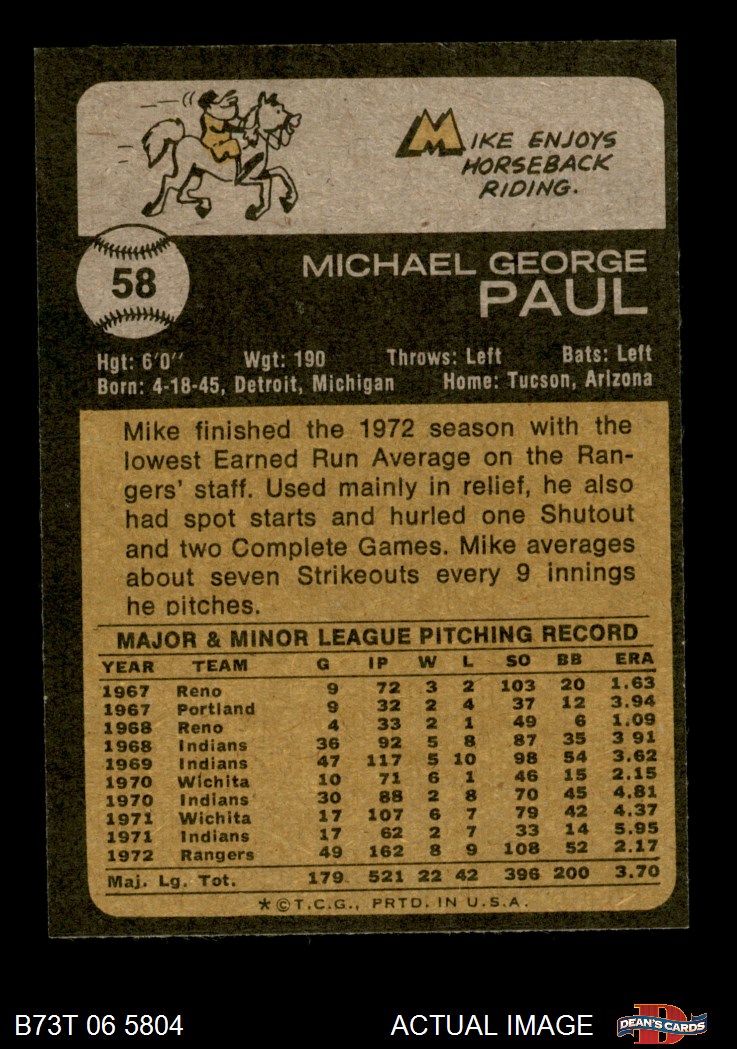 MIKE ENJOYS
HORSEBACK
RIDING.
58
MICHAEL GEORGE
PAUL
Hgt: 6'0" Wgt: 190 Throws: Left Bats: Left
Born: 4-18-45, Detroit, Michigan Home: Tucson, Arizona
Mike finished the 1972 season with the
lowest Earned Run Average on the Ran-
gers' staff. Used mainly in relief, he also
had spot starts and hurled one Shutout
and two Complete Games. Mike averages
about seven Strikeouts every 9 innings
he pitches.
MAJOR & MINOR LEAGUE PITCHING RECORD
YEAR TEAM G IP W L SO BB ERA
1967 Reno 9 72 3 2 103 20 1.63
1967 Portland 9 32 2 4 37 12 3.94
1968 Reno 4 33 2 1 49 6 1.09
1968 Indians 36 92 5 8 87 35 3 91
1969 Indians 47 117 5 10 98 54 3.62
1970 Wichita 10 71 6 1 46 15 2.15
1970 Indians 30 88 2 8 70 45 4.81
1971 Wichita 17 107 6 7 79 42 4.37
1971 Indians 17 62 2 7 33 14 5.95
1972 Rangers 49 162 8 9 108 52 2.17
Maj. Lg. Tot. 179 521 22 42 396 200 3.70
*©T.C.G., PRTD. IN U.S.A.
B73T 06 5804 ACTUAL IMAGE D DEAN'S CARDS